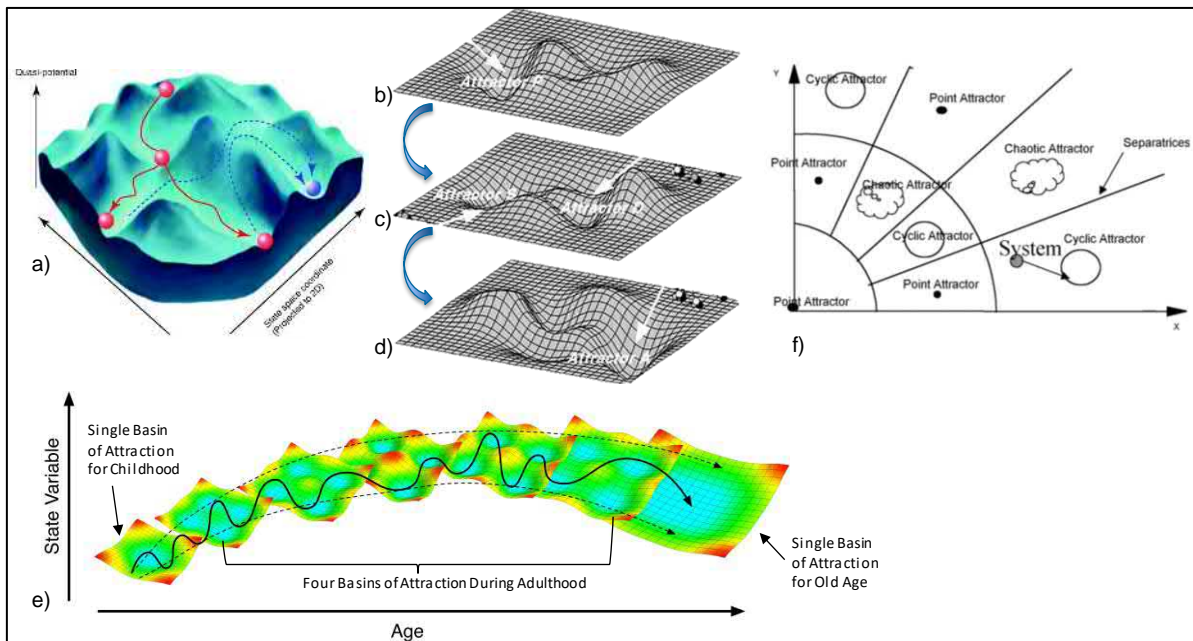 Quasi-potential
a)
State space coordinate
(Projected to 2D)
b)
c)
Attractor B
Attractor D
d)
Attractor A
Y
Cyclic Attractor
Point Attractor
Chaotic Attractor
Separatrices
Point Attractor
Chaotic Attractor
Cyclic Attractor
System
Cyclic Attractor
Point Attractor
Point Attractor
X
f)
State Variable
Single Basin
of Attraction
for Childhood
Four Basins of Attraction During Adulthood
Single Basin
of Attraction
for Old Age
e)
Age